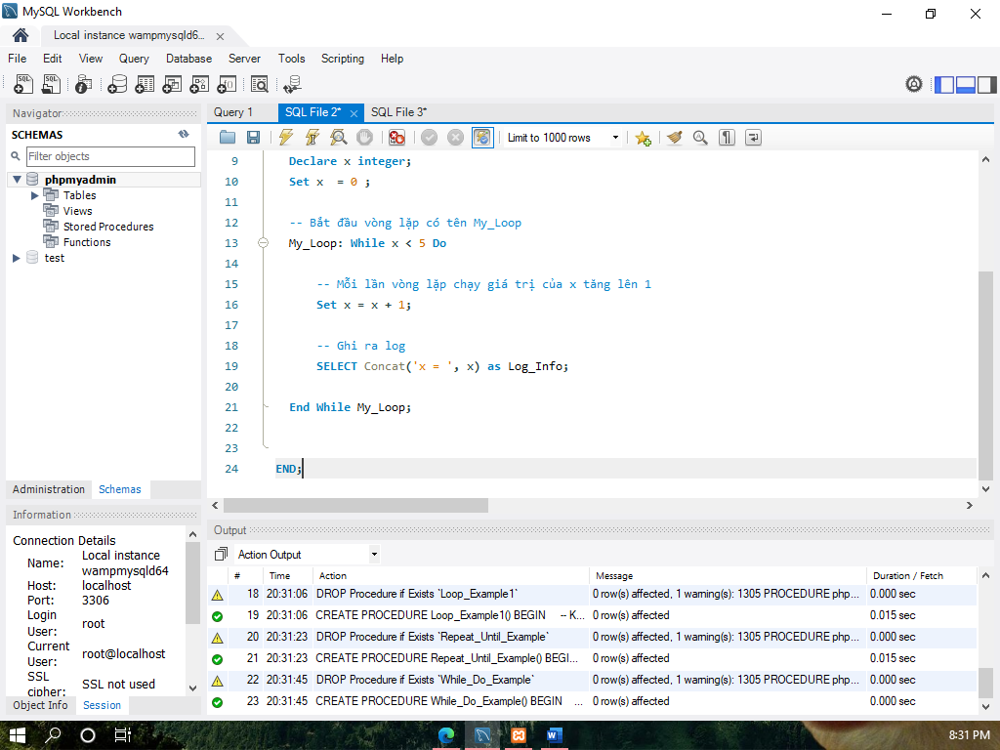 MySQL Workbench
Local instance wampmysqld6...
File Edit View Query Database Server Tools Scripting Help
Navigator
SCHEMAS
Filter objects
phpmyadmin
Tables
Views
Stored Procedures
Functions
test
Administration Schemas
Information
Connection Details
Name: Local instance wampmysqld64
Host: localhost
Port: 3306
Login User: root
Current User: root@localhost
SSL cipher: SSL not used
Object Info Session
Query 1 SQL File 2* SQL File 3*
Limit to 1000 rows
9 Declare x integer;
10 Set x = 0 ;
11
12 -- Bắt đầu vòng lặp có tên My_Loop
13 My_Loop: While x < 5 Do
14
15 -- Mỗi lần vòng lặp chạy giá trị của x tăng lên 1
16 Set x = x + 1;
17
18 -- Ghi ra log
19 SELECT Concat('x = ', x) as Log_Info;
20
21 End While My_Loop;
22
23
24 END;
Output
Action Output
# Time Action Message Duration / Fetch
18 20:31:06 DROP Procedure if Exists `Loop_Example1` 0 row(s) affected, 1 warning(s): 1305 PROCEDURE php... 0.000 sec
19 20:31:06 CREATE PROCEDURE Loop_Example1() BEGIN -- K... 0 row(s) affected 0.015 sec
20 20:31:23 DROP Procedure if Exists `Repeat_Until_Example` 0 row(s) affected, 1 warning(s): 1305 PROCEDURE php... 0.000 sec
21 20:31:23 CREATE PROCEDURE Repeat_Until_Example() BEGI... 0 row(s) affected 0.015 sec
22 20:31:45 DROP Procedure if Exists `While_Do_Example` 0 row(s) affected, 1 warning(s): 1305 PROCEDURE php... 0.000 sec
23 20:31:45 CREATE PROCEDURE While_Do_Example() BEGIN ... 0 row(s) affected 0.000 sec
8:31 PM